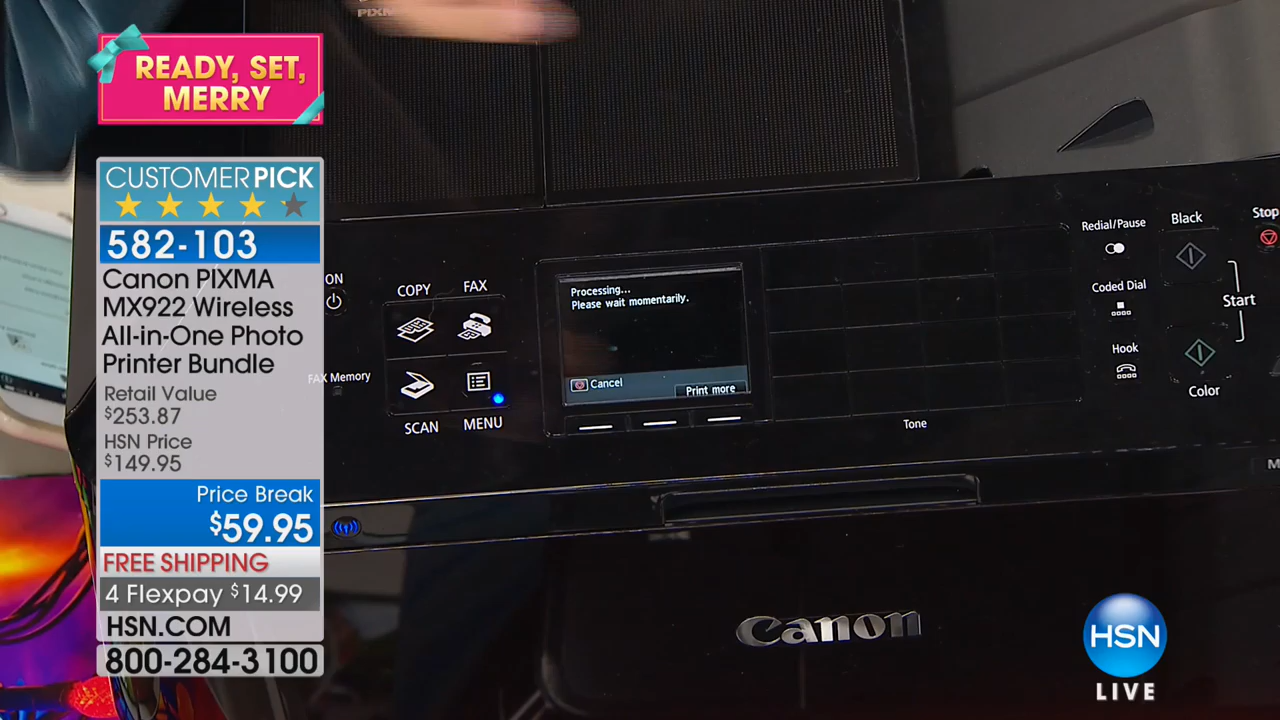 PIXM
READY, SET,
MERRY
CUSTOMER PICK
582-103
Canon PIXMA
MX922 Wireless
All-in-One Photo
Printer Bundle
Retail Value
$253.87
HSN Price
$149.95
Price Break
$59.95
FREE SHIPPING
4 Flexpay $14.99
HSN.COM
800-284-3100
ON
FAX Memory
COPY
FAX
SCAN
MENU
Processing...
Please wait momentarily.
Cancel
Print more
Tone
Redial/Pause
Coded Dial
Hook
Black
Start
Color
Stop
Canon
HSN
LIVE